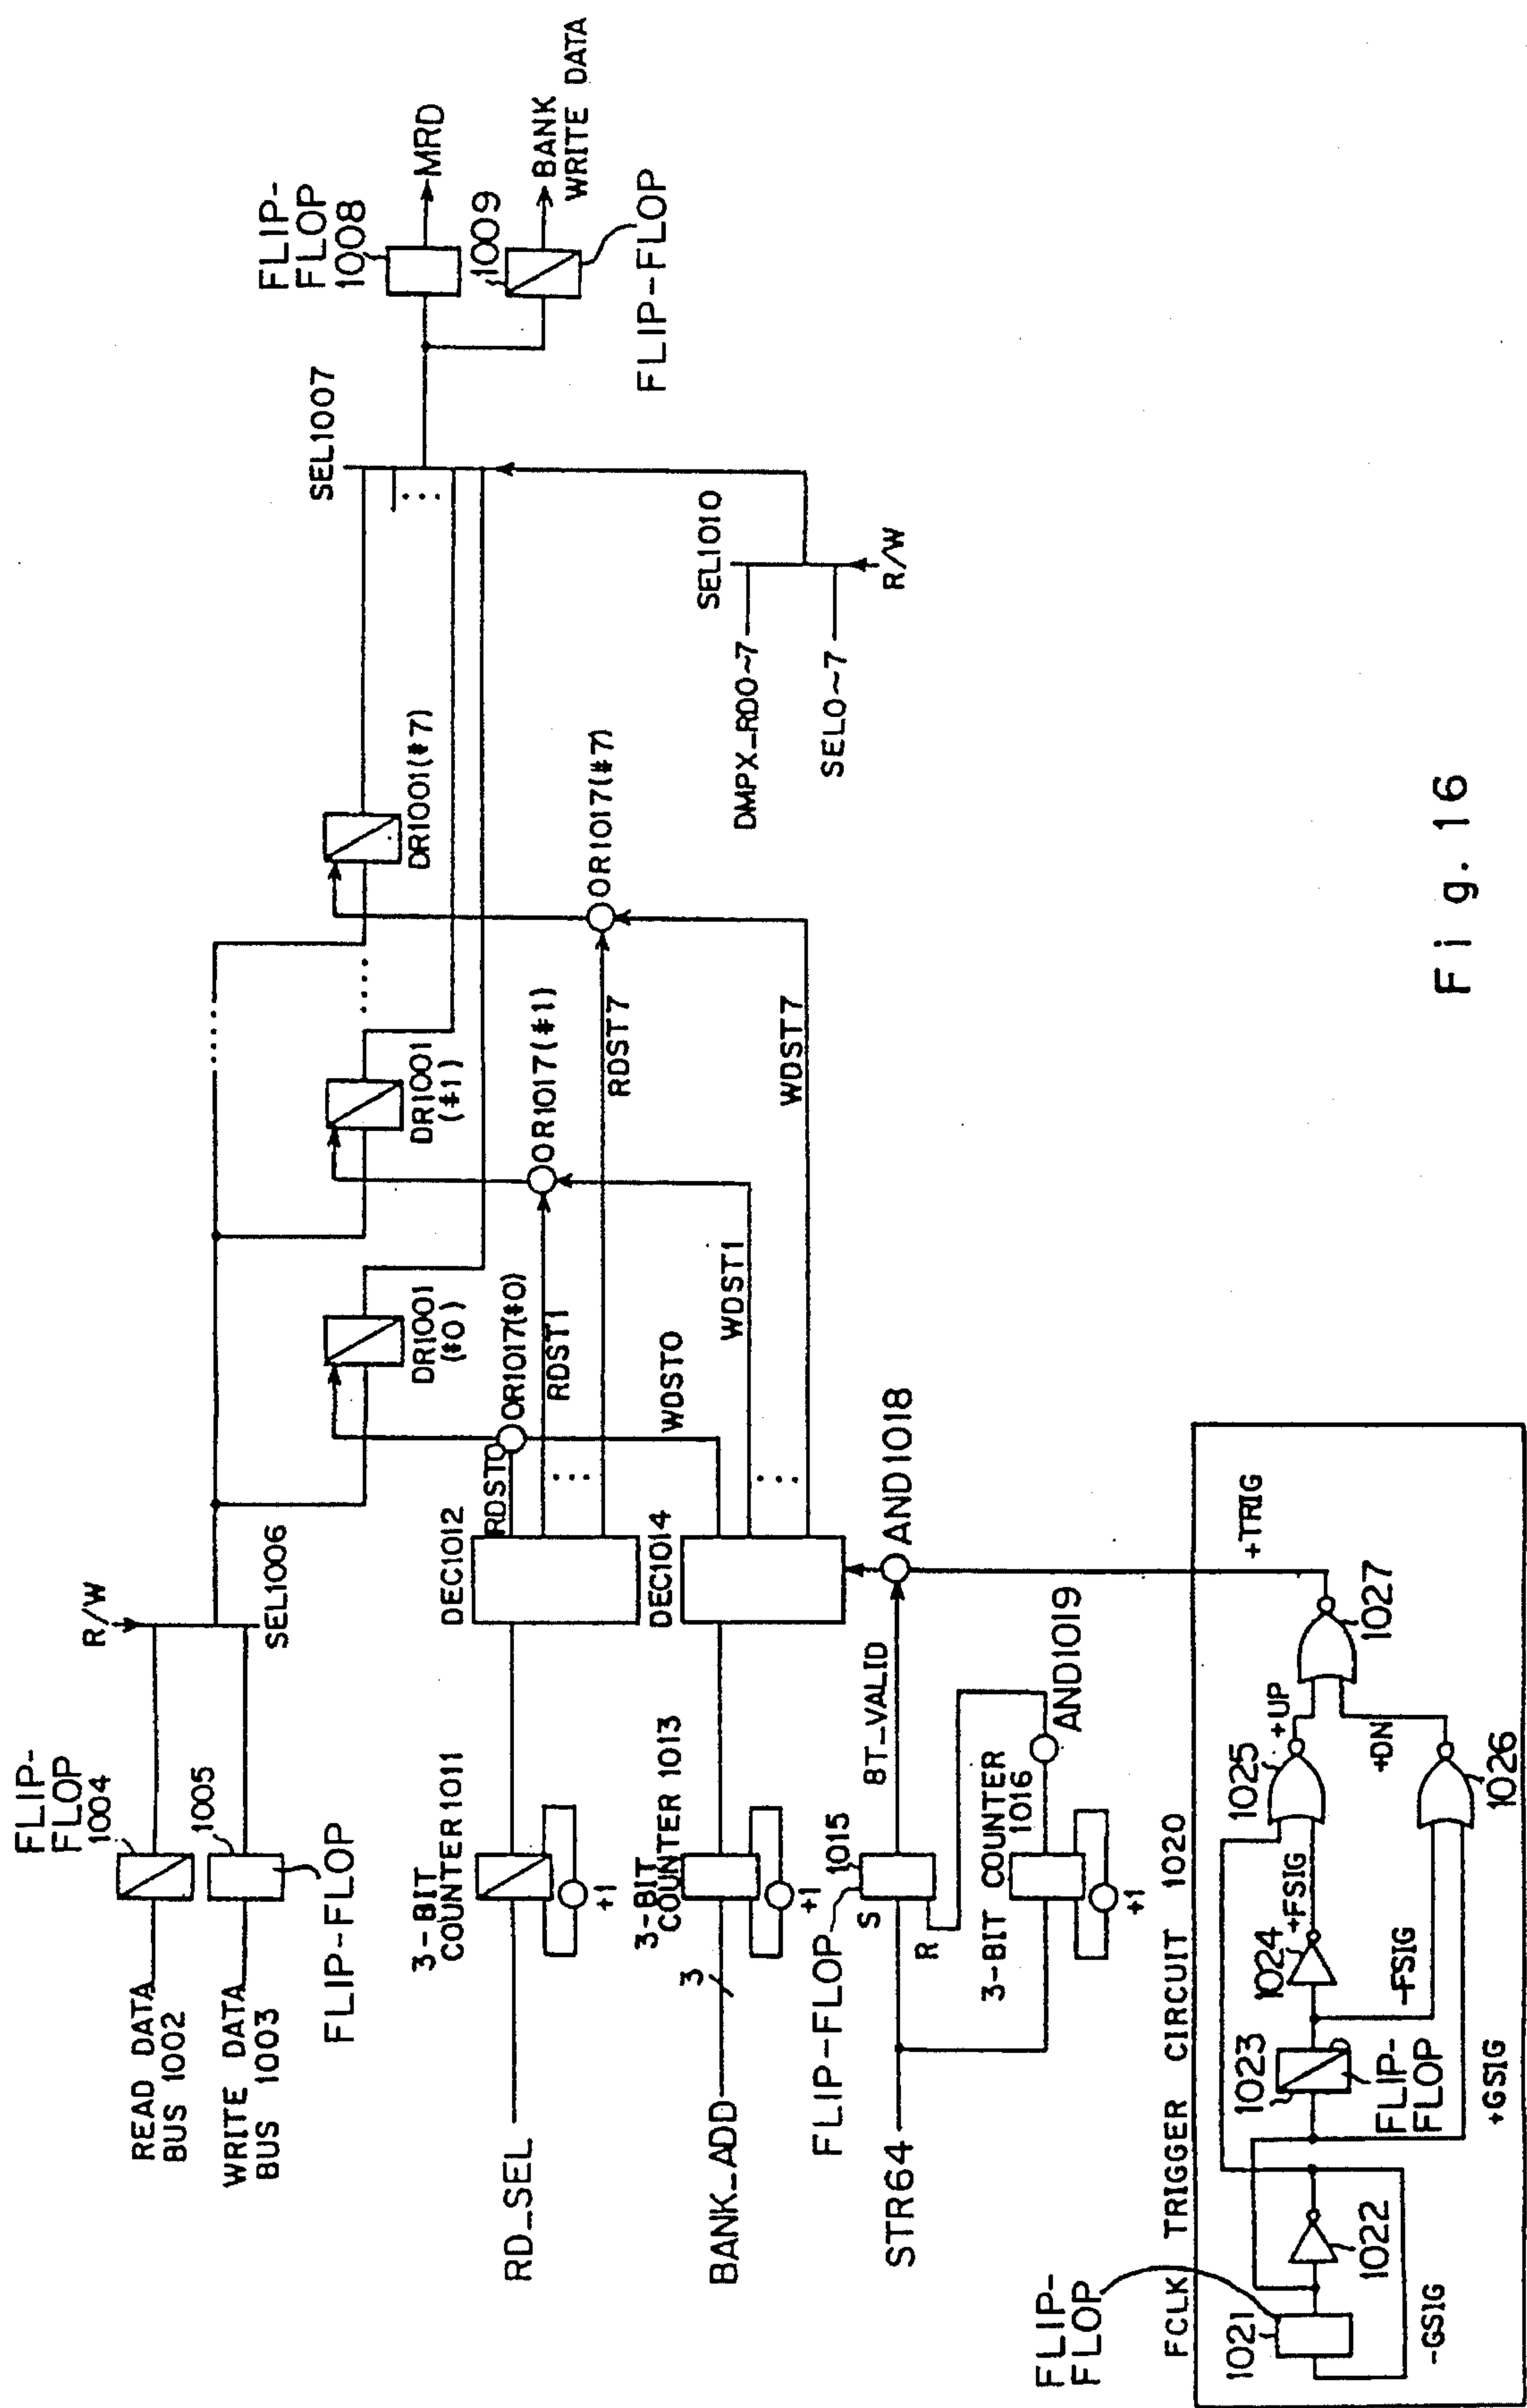 FLIP-
FLOP
1004
READ DATA
BUS 1002
1005
WRITE DATA
BUS 1003
FLIP-FLOP
R/W
SEL1006
DR1001
(#0)
DR1001
(#1)
DR1001(#7)
SEL1007
FLIP-
FLOP
1008
MRD
1009
BANK
WRITE DATA
FLIP-FLOP
SEL1010
DMPX_RD0~7
SEL0~7
R/W
3-BIT
COUNTER1011
RD_SEL
+1
DEC1012
RDST0
OR1017(#0)
RDST1
OR1017(#1)
RDST7
OR1017(#7)
3-BIT
COUNTER 1013
BANK_ADD
3
+1
DEC1014
WDST0
WDST1
WDST7
FLIP-FLOP
1015
S
R
8T_VALID
AND1018
STR64
3-BIT COUNTER
1016
+1
AND1019
FCLK TRIGGER CIRCUIT 1020
FLIP-
FLOP
1021
1022
-GSIG
+GSIG
1023
FLIP-
FLOP
1024
+FSIG
-FSIG
1025
+UP
1026
+DN
1027
+TRIG
Fig. 16